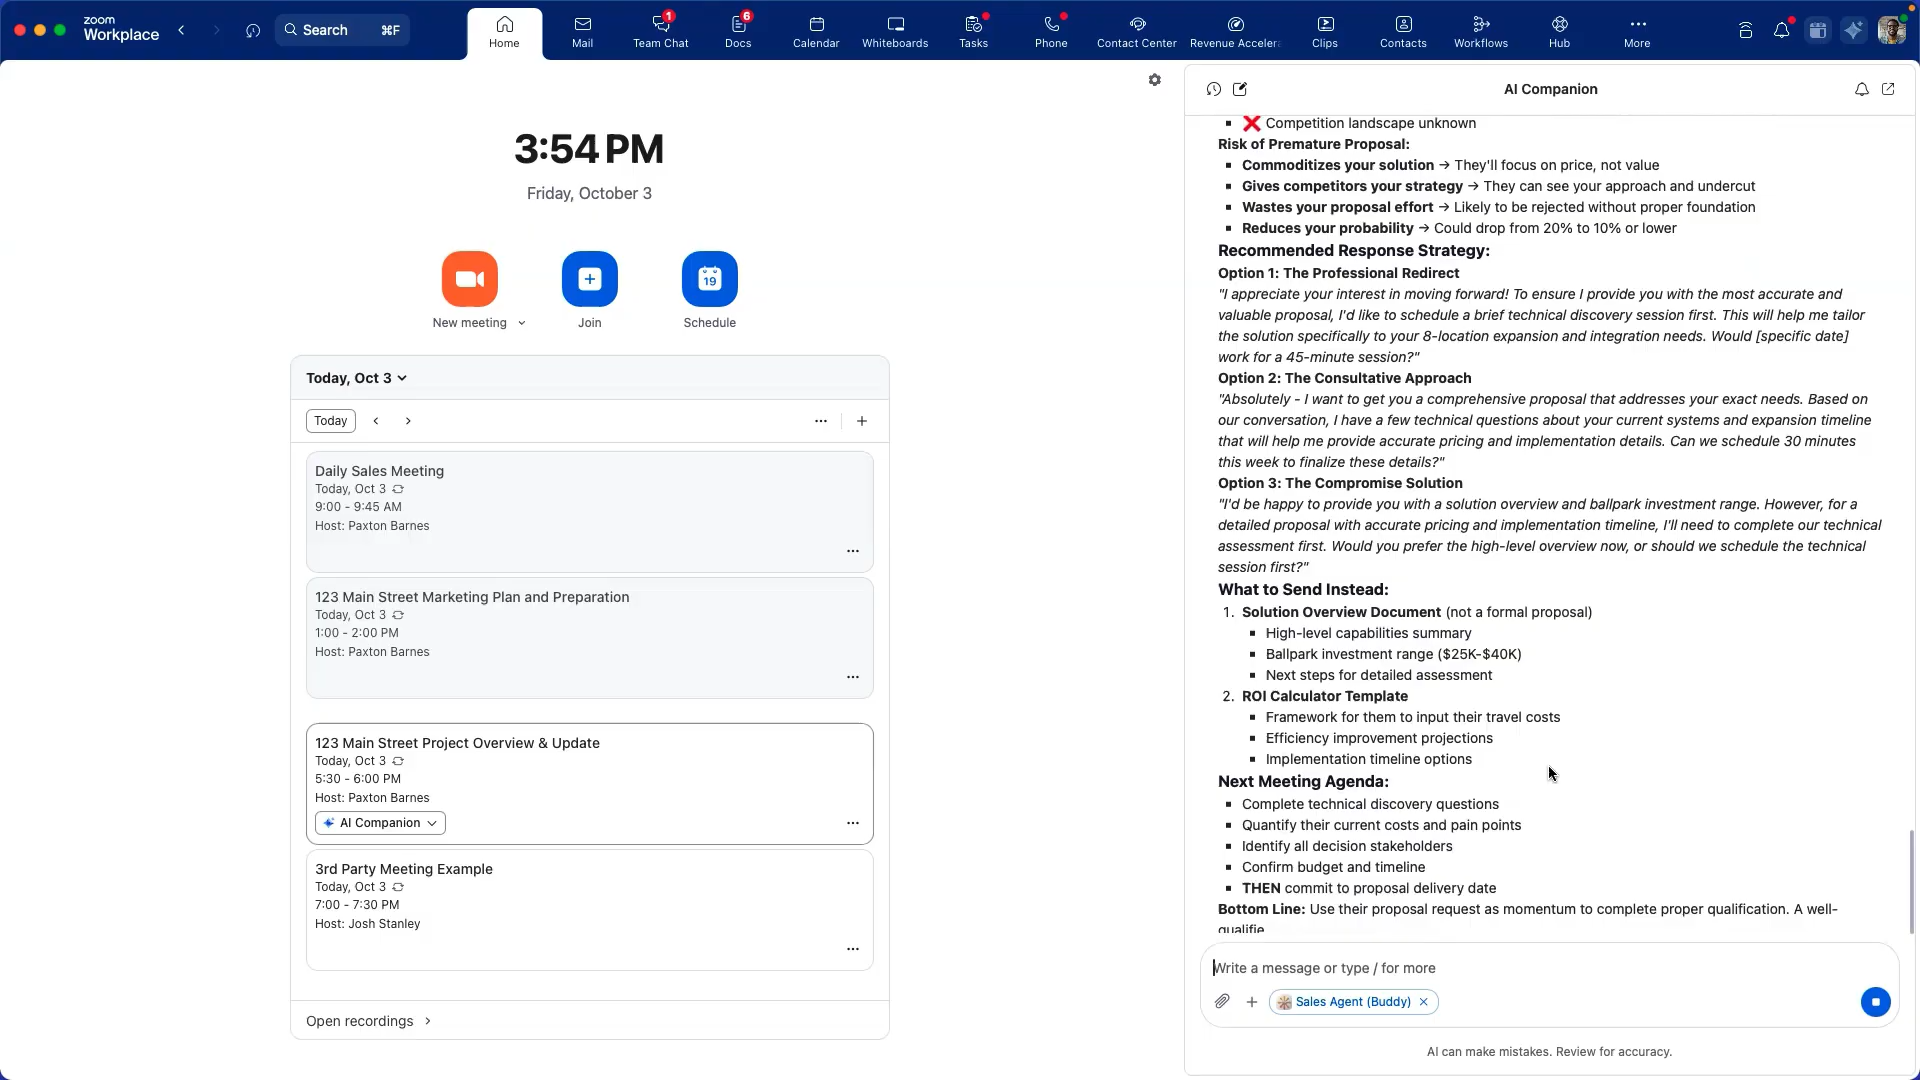 zoom
Workplace
Search ⌘F
Home
Mail
1
Team Chat
6
Docs
Calendar
Whiteboards
Tasks
Phone
Contact Center
Revenue Acceler
Clips
Contacts
Workflows
Hub
More
3:54 PM
Friday, October 3
New meeting
Join
19
Schedule
Today, Oct 3
Today
Daily Sales Meeting
Today, Oct 3
9:00 - 9:45 AM
Host: Paxton Barnes
123 Main Street Marketing Plan and Preparation
Today, Oct 3
1:00 - 2:00 PM
Host: Paxton Barnes
123 Main Street Project Overview & Update
Today, Oct 3
5:30 - 6:00 PM
Host: Paxton Barnes
AI Companion
3rd Party Meeting Example
Today, Oct 3
7:00 - 7:30 PM
Host: Josh Stanley
Open recordings
AI Companion
▪ ❌ Competition landscape unknown
Risk of Premature Proposal:
▪ Commoditizes your solution → They'll focus on price, not value
▪ Gives competitors your strategy → They can see your approach and undercut
▪ Wastes your proposal effort → Likely to be rejected without proper foundation
▪ Reduces your probability → Could drop from 20% to 10% or lower
Recommended Response Strategy:
Option 1: The Professional Redirect
"I appreciate your interest in moving forward! To ensure I provide you with the most accurate and
valuable proposal, I'd like to schedule a brief technical discovery session first. This will help me tailor
the solution specifically to your 8-location expansion and integration needs. Would [specific date]
work for a 45-minute session?"
Option 2: The Consultative Approach
"Absolutely - I want to get you a comprehensive proposal that addresses your exact needs. Based on
our conversation, I have a few technical questions about your current systems and expansion timeline
that will help me provide accurate pricing and implementation details. Can we schedule 30 minutes
this week to finalize these details?"
Option 3: The Compromise Solution
"I'd be happy to provide you with a solution overview and ballpark investment range. However, for a
detailed proposal with accurate pricing and implementation timeline, I'll need to complete our technical
assessment first. Would you prefer the high-level overview now, or should we schedule the technical
session first?"
What to Send Instead:
1. Solution Overview Document (not a formal proposal)
▪ High-level capabilities summary
▪ Ballpark investment range ($25K-$40K)
▪ Next steps for detailed assessment
2. ROI Calculator Template
▪ Framework for them to input their travel costs
▪ Efficiency improvement projections
▪ Implementation timeline options
Next Meeting Agenda:
▪ Complete technical discovery questions
▪ Quantify their current costs and pain points
▪ Identify all decision stakeholders
▪ Confirm budget and timeline
▪ THEN commit to proposal delivery date
Bottom Line: Use their proposal request as momentum to complete proper qualification. A well-
qualifie
Write a message or type / for more
Sales Agent (Buddy)
AI can make mistakes. Review for accuracy.